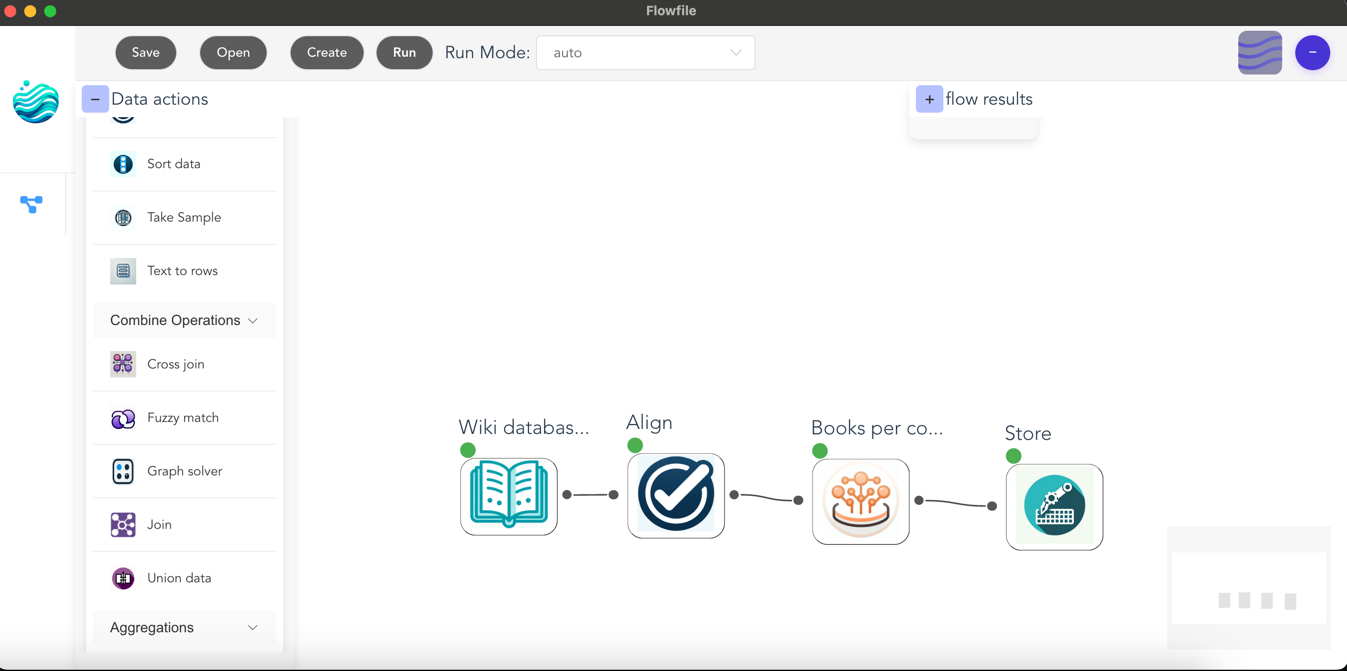 Flowfile
Save
Open
Create
Run
Run Mode:
auto
−
− Data actions
+ flow results
Sort data
Take Sample
Text to rows
Combine Operations
Cross join
Fuzzy match
Graph solver
Join
Union data
Aggregations
Wiki databas...
Align
Books per co...
Store